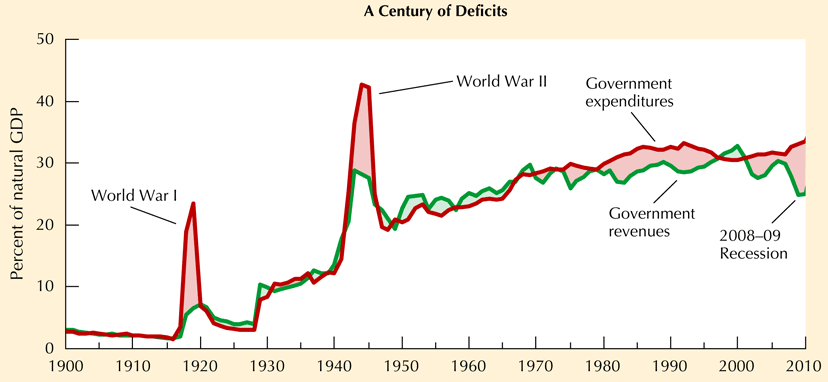 A Century of Deficits
Percent of natural GDP
50
40
30
20
10
0
World War I
World War II
Government
expenditures
Government
revenues
2008–09
Recession
1900 1910 1920 1930 1940 1950 1960 1970 1980 1990 2000 2010